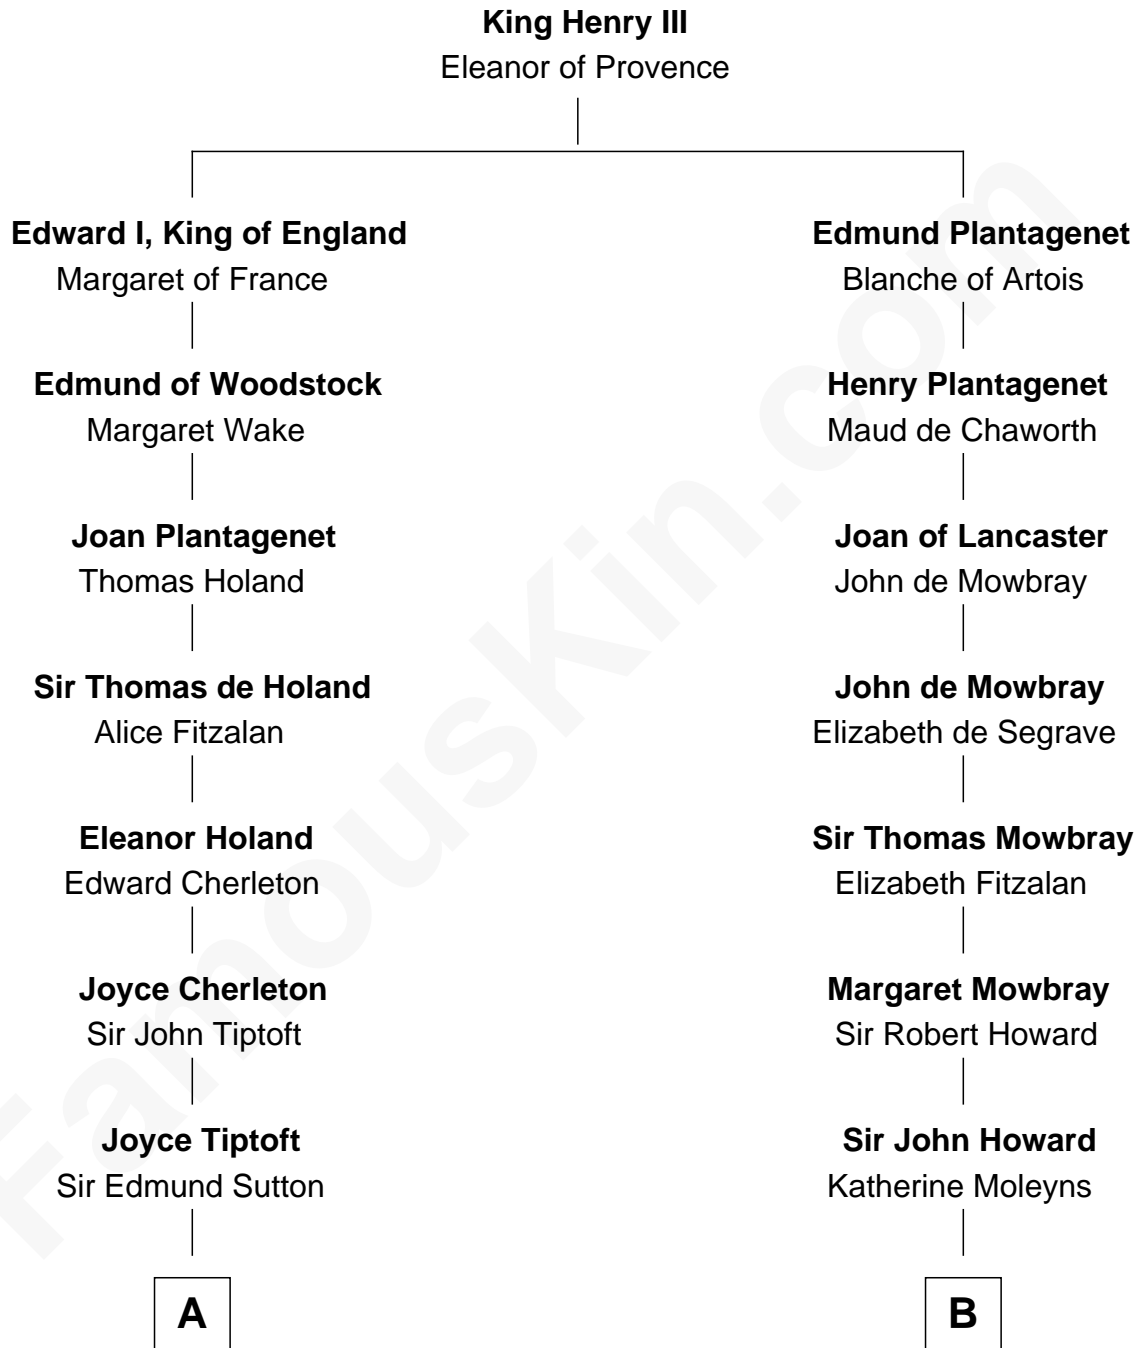 King Henry III
Eleanor of Provence
Edward I, King of England
Margaret of France
Edmund of Woodstock
Margaret Wake
Joan Plantagenet
Thomas Holand
Sir Thomas de Holand
Alice Fitzalan
Eleanor Holand
Edward Cherleton
Joyce Cherleton
Sir John Tiptoft
Joyce Tiptoft
Sir Edmund Sutton
A
Edmund Plantagenet
Blanche of Artois
Henry Plantagenet
Maud de Chaworth
Joan of Lancaster
John de Mowbray
John de Mowbray
Elizabeth de Segrave
Sir Thomas Mowbray
Elizabeth Fitzalan
Margaret Mowbray
Sir Robert Howard
Sir John Howard
Katherine Moleyns
B
FamousKin.com